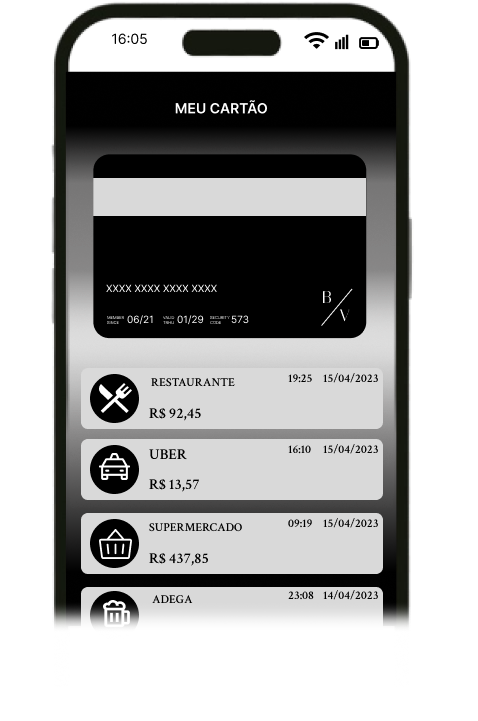 16:05
MEU CARTÃO
XXXX XXXX XXXX XXXX
MEMBER SINCE 06/21 VALID THRU 01/29 SECURITY CODE 573
B/V
RESTAURANTE 19:25 15/04/2023
R$ 92,45
UBER 16:10 15/04/2023
R$ 13,57
SUPERMERCADO 09:19 15/04/2023
R$ 437,85
ADEGA 23:08 14/04/2023